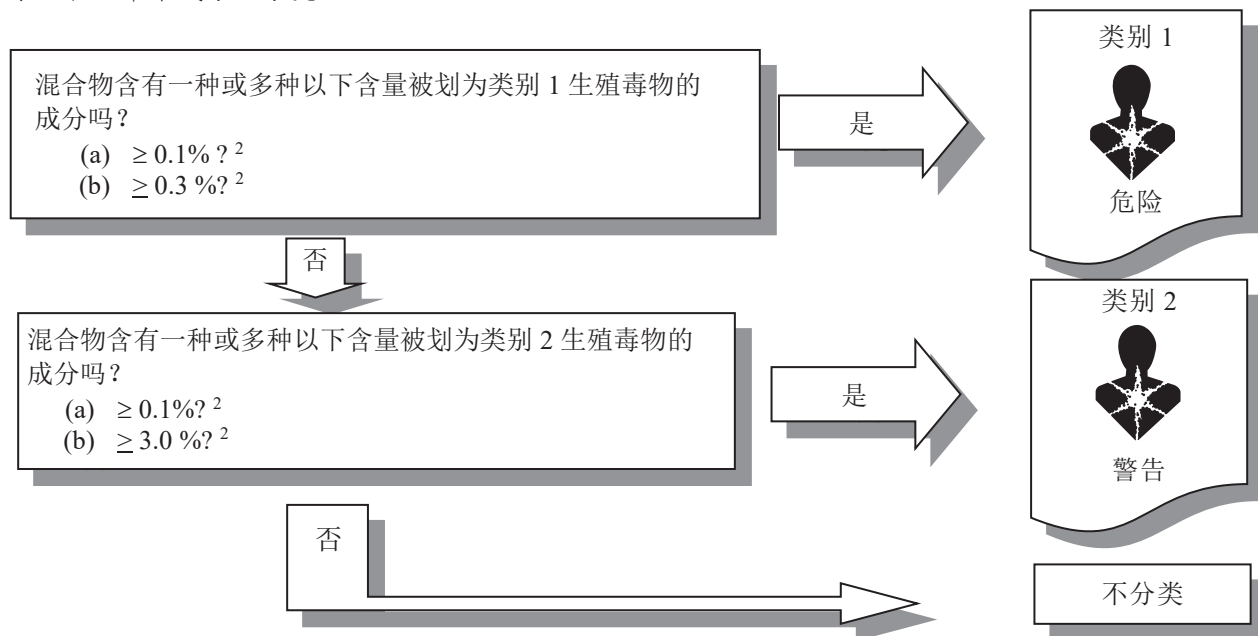 混合物含有一种或多种以下含量被划为类别 1 生殖毒物的
成分吗？
(a) ≥ 0.1% ? ²
(b) ≥ 0.3 %? ²
是
类别 1
危险
否
混合物含有一种或多种以下含量被划为类别 2 生殖毒物的
成分吗？
(a) ≥ 0.1%? ²
(b) ≥ 3.0 %? ²
是
类别 2
警告
否
不分类